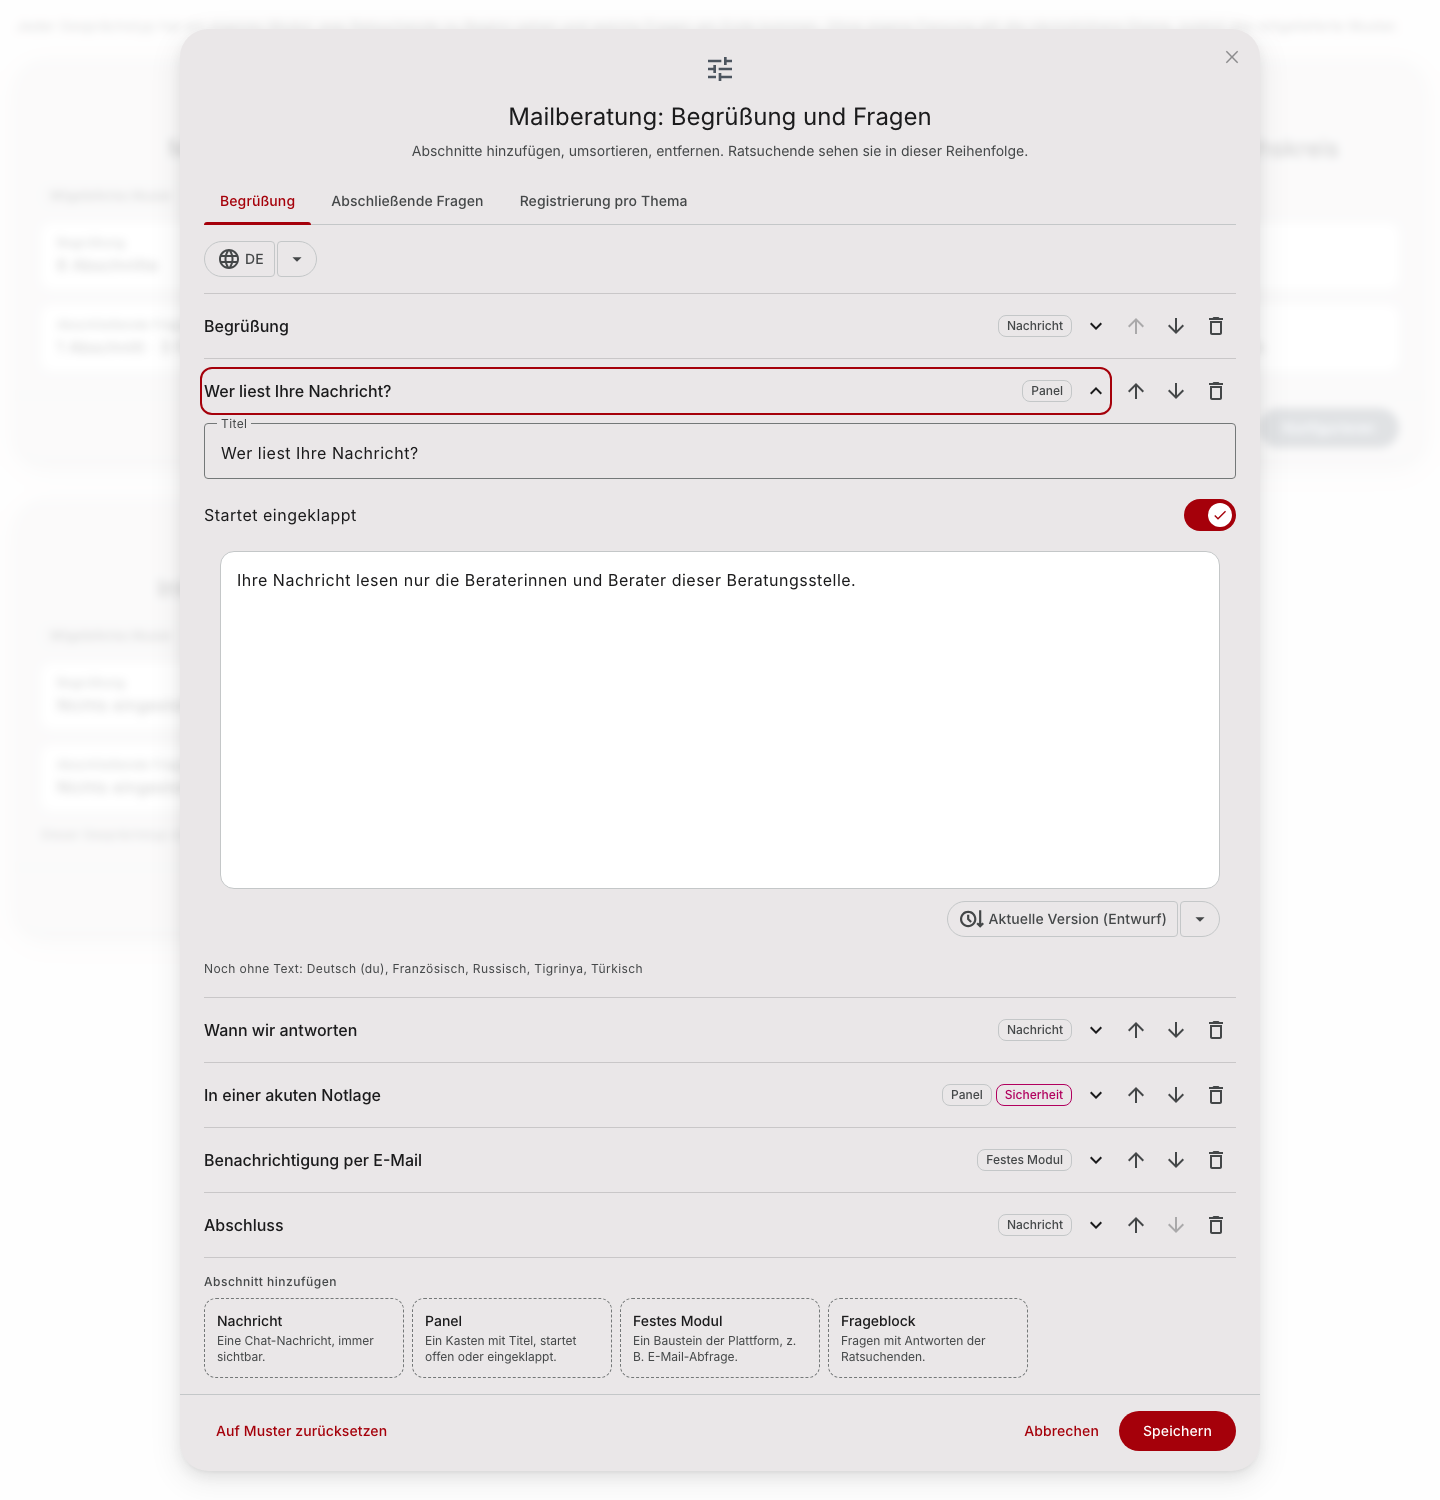 Mailberatung: Begrüßung und Fragen
Abschnitte hinzufügen, umsortieren, entfernen. Ratsuchende sehen sie in dieser Reihenfolge.
Begrüßung Abschließende Fragen Registrierung pro Thema
DE
Begrüßung Nachricht
Wer liest Ihre Nachricht? Panel
Titel
Wer liest Ihre Nachricht?
Startet eingeklappt
Ihre Nachricht lesen nur die Beraterinnen und Berater dieser Beratungsstelle.
Aktuelle Version (Entwurf)
Noch ohne Text: Deutsch (du), Französisch, Russisch, Tigrinya, Türkisch
Wann wir antworten Nachricht
In einer akuten Notlage Panel Sicherheit
Benachrichtigung per E-Mail Festes Modul
Abschluss Nachricht
Abschnitt hinzufügen
Nachricht
Eine Chat-Nachricht, immer
sichtbar.
Panel
Ein Kasten mit Titel, startet
offen oder eingeklappt.
Festes Modul
Ein Baustein der Plattform, z.
B. E-Mail-Abfrage.
Frageblock
Fragen mit Antworten der
Ratsuchenden.
Auf Muster zurücksetzen Abbrechen Speichern